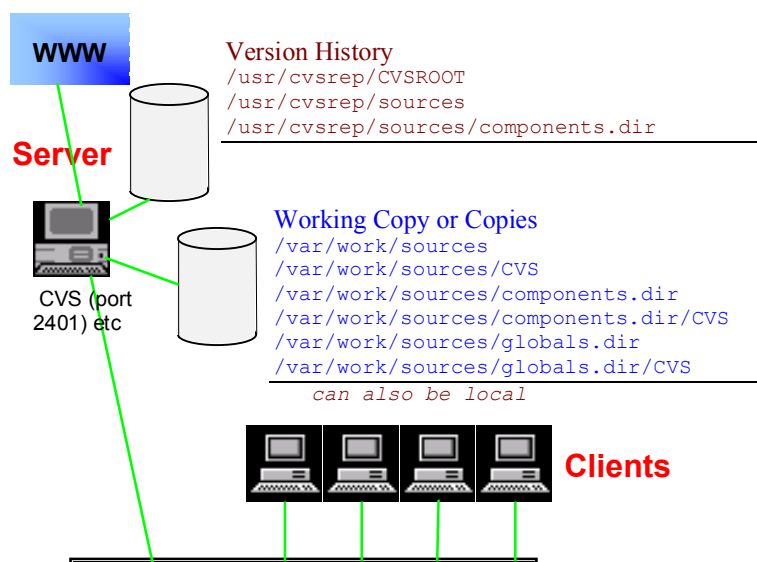 WWW
Version History
/usr/cvsrep/CVSROOT
/usr/cvsrep/sources
/usr/cvsrep/sources/components.dir
Server
Working Copy or Copies
/var/work/sources
/var/work/sources/CVS
/var/work/sources/components.dir
/var/work/sources/components.dir/CVS
/var/work/sources/globals.dir
/var/work/sources/globals.dir/CVS
can also be local
CVS (port
2401) etc
Clients